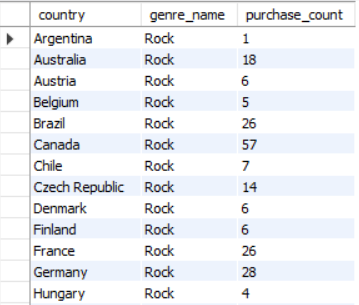 country genre_name purchase_count
Argentina Rock 1
Australia Rock 18
Austria Rock 6
Belgium Rock 5
Brazil Rock 26
Canada Rock 57
Chile Rock 7
Czech Republic Rock 14
Denmark Rock 6
Finland Rock 6
France Rock 26
Germany Rock 28
Hungary Rock 4